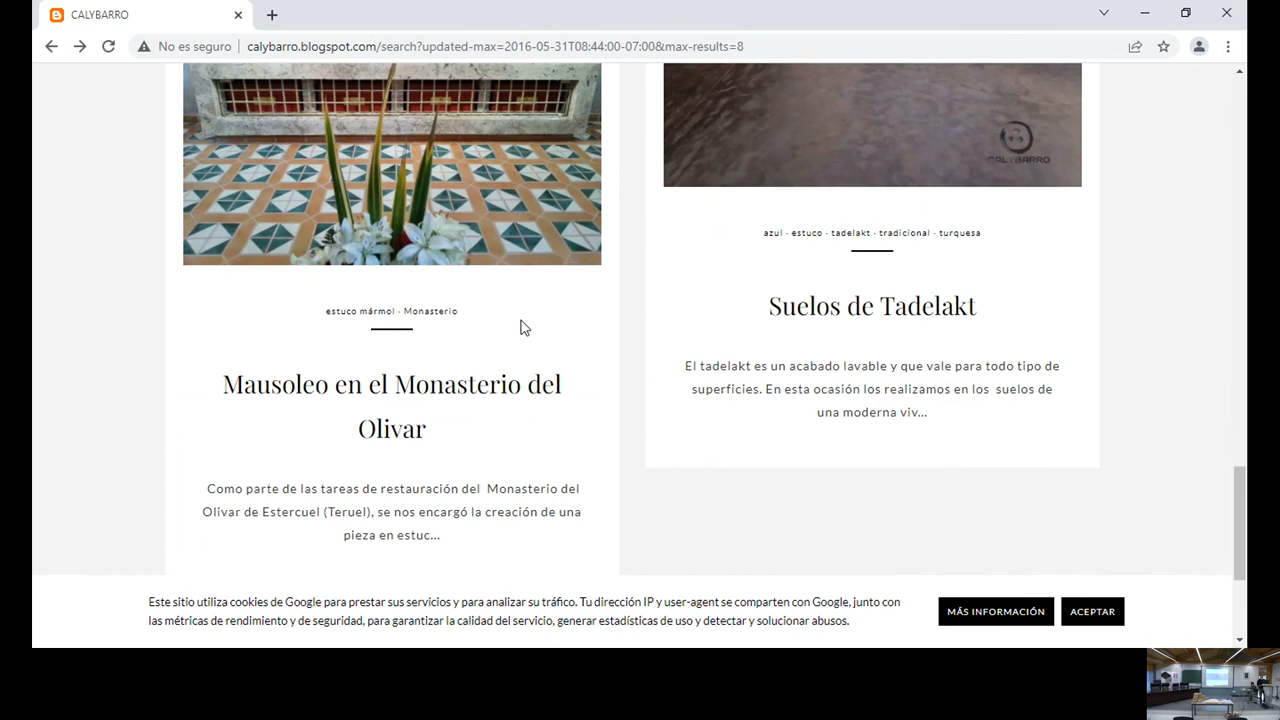 CALYBARRO
No es seguro
calybarro.blogspot.com/search?updated-max=2016-05-31T08:44:00-07:00&max-results=8
CALYBARRO
estuco mármol · Monasterio
Mausoleo en el Monasterio del
Olivar
Como parte de las tareas de restauración del Monasterio del
Olivar de Estercuel (Teruel), se nos encargó la creación de una
pieza en estuc...
azul · estuco · tadelakt · tradicional · turquesa
Suelos de Tadelakt
El tadelakt es un acabado lavable y que vale para todo tipo de
superficies. En esta ocasión los realizamos en los suelos de
una moderna viv...
Este sitio utiliza cookies de Google para prestar sus servicios y para analizar su tráfico. Tu dirección IP y user-agent se comparten con Google, junto con
las métricas de rendimiento y de seguridad, para garantizar la calidad del servicio, generar estadísticas de uso y detectar y solucionar abusos.
MÁS INFORMACIÓN
ACEPTAR